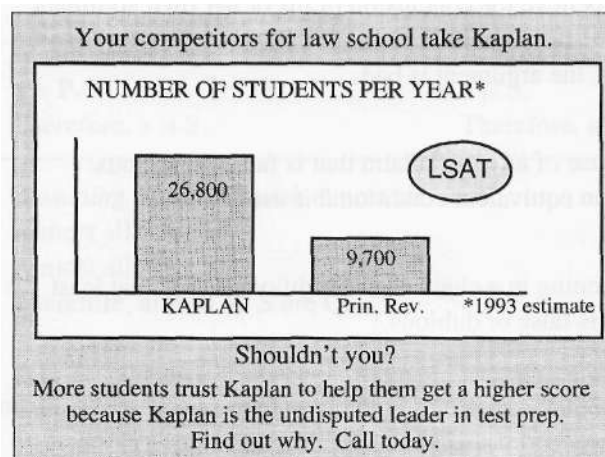 Your competitors for law school take Kaplan.
NUMBER OF STUDENTS PER YEAR*
LSAT
26,800
9,700
KAPLAN
Prin. Rev.
*1993 estimate
Shouldn't you?
More students trust Kaplan to help them get a higher score
because Kaplan is the undisputed leader in test prep.
Find out why. Call today.